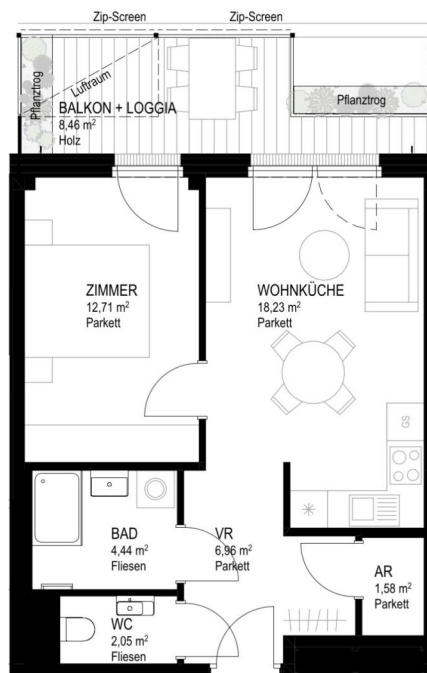 Zip-Screen
Zip-Screen
Pflanztrog
Luftraum
Pflanztrog
BALKON + LOGGIA
8,46 m²
Holz
ZIMMER
12,71 m²
Parkett
WOHNKÜCHE
18,23 m²
Parkett
GS
BAD
4,44 m²
Fliesen
VR
6,96 m²
Parkett
AR
1,58 m²
Parkett
WC
2,05 m²
Fliesen